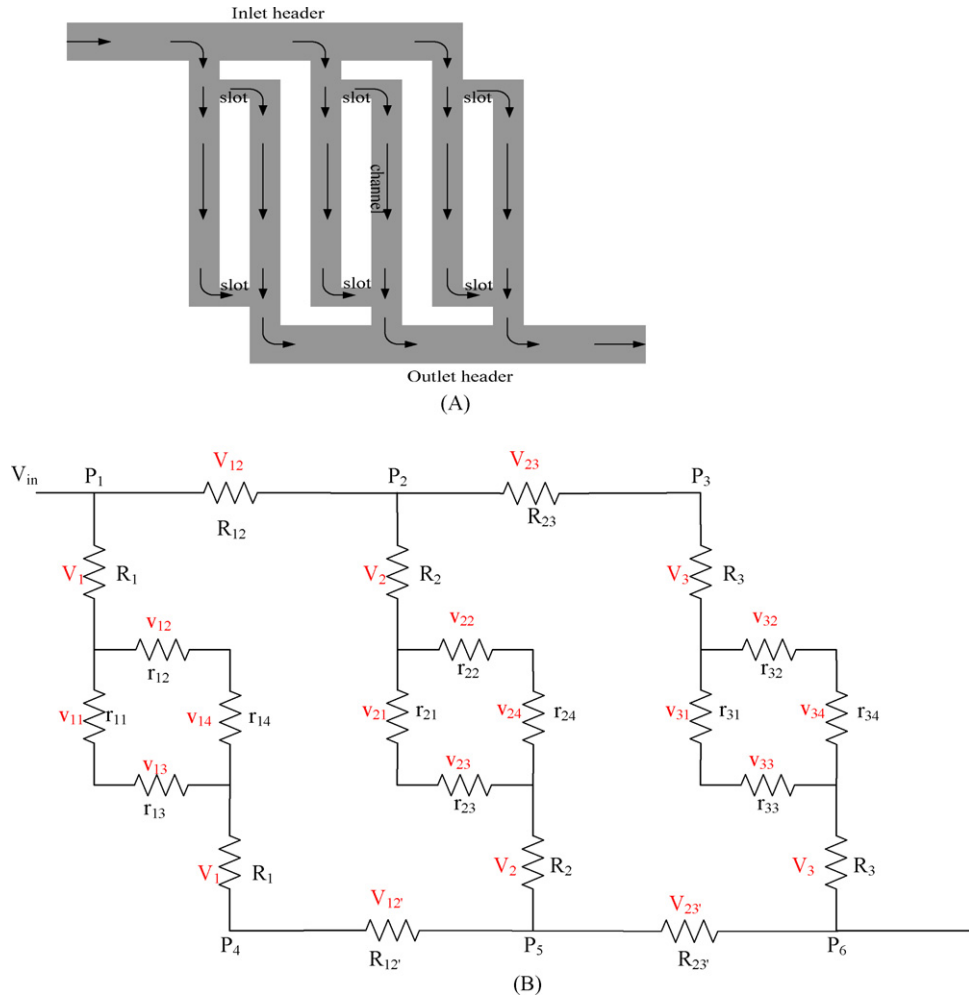 Inlet header
slot slot slot
channel
slot slot slot
Outlet header
(A)
V₁₂ V₂₃
Vᵢₙ P₁ P₂ P₃
R₁₂ R₂₃
V₁ R₁ V₂ R₂ V₃ R₃
v₁₂ v₂₂ v₃₂
r₁₂ r₂₂ r₃₂
v₁₁ r₁₁ v₁₄ r₁₄ v₂₁ r₂₁ v₂₄ r₂₄ v₃₁ r₃₁ v₃₄ r₃₄
v₁₃ v₂₃ v₃₃
r₁₃ r₂₃ r₃₃
V₁ R₁ V₂ R₂ V₃ R₃
V₁₂' V₂₃'
P₄ P₅ P₆
R₁₂' R₂₃'
(B)